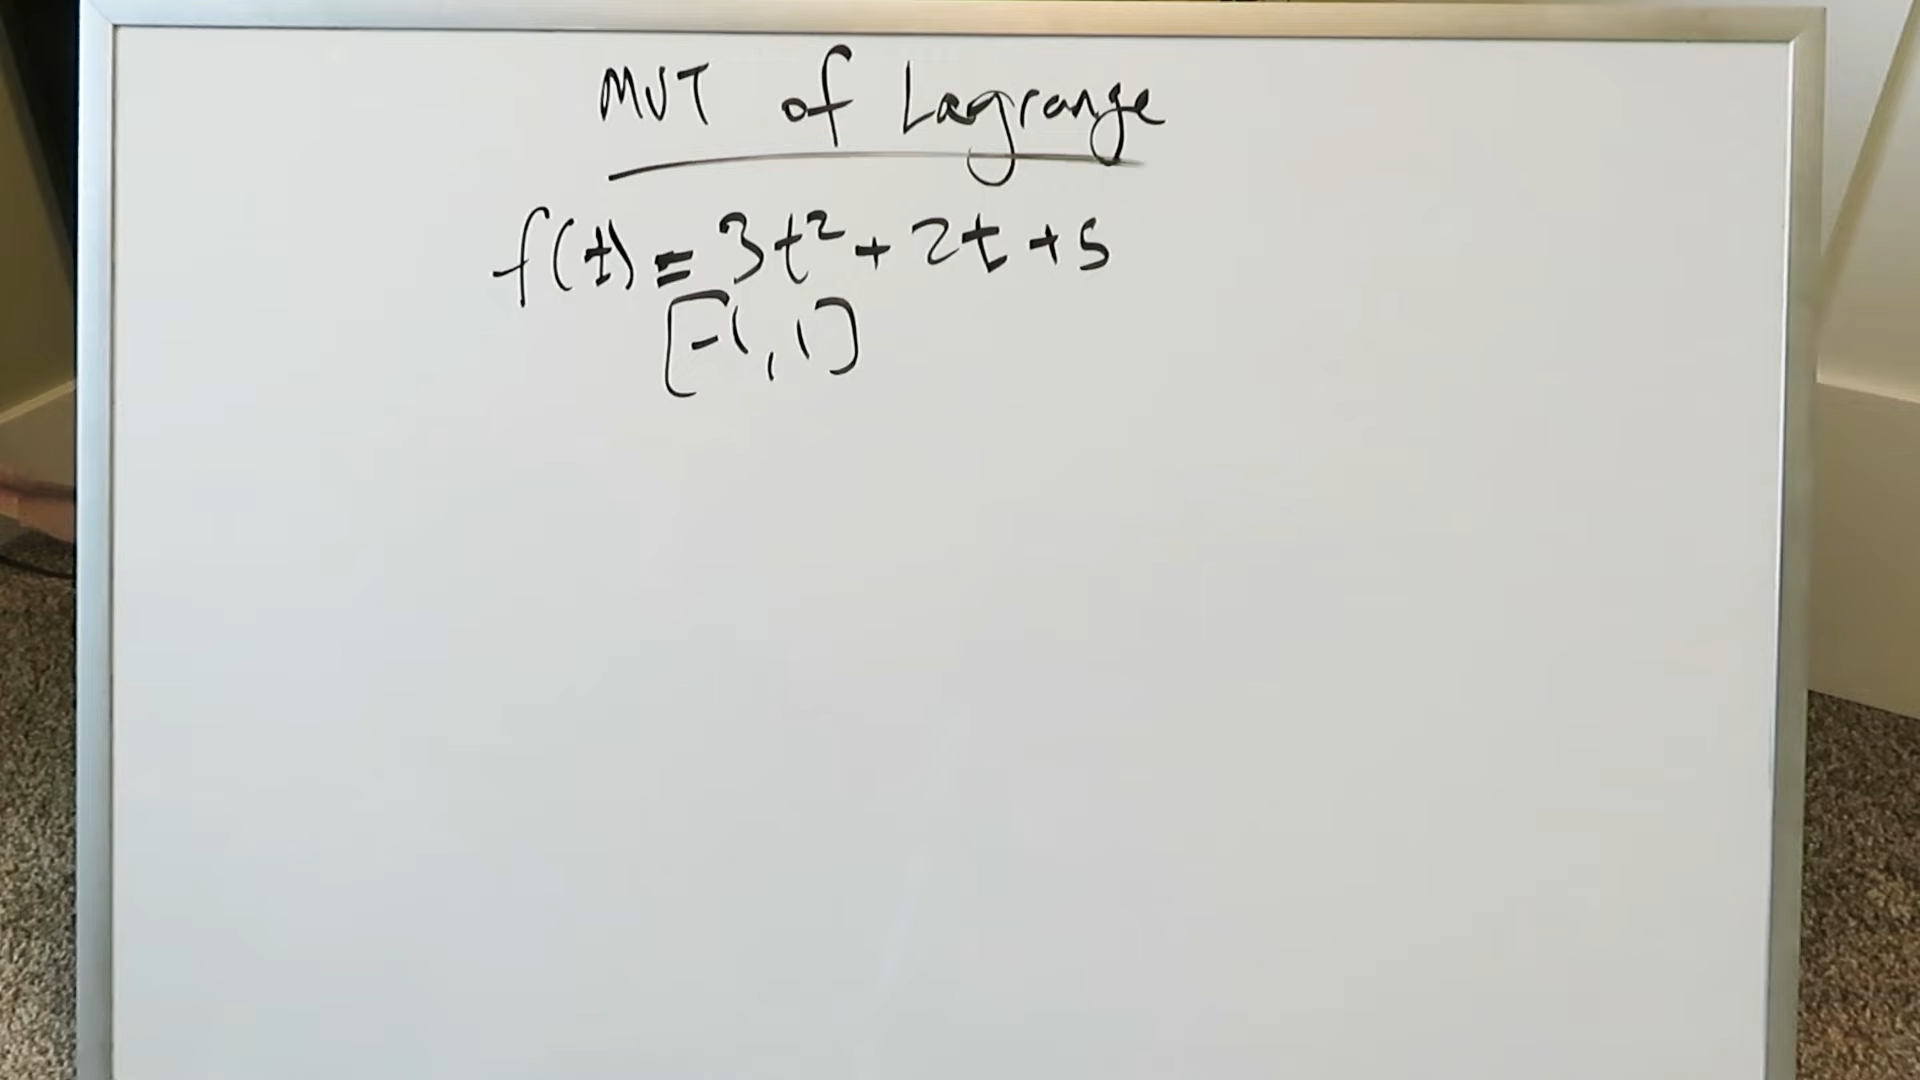 MVT of Lagrange
f(t) = 3t² + 2t + 5
[-1, 1]